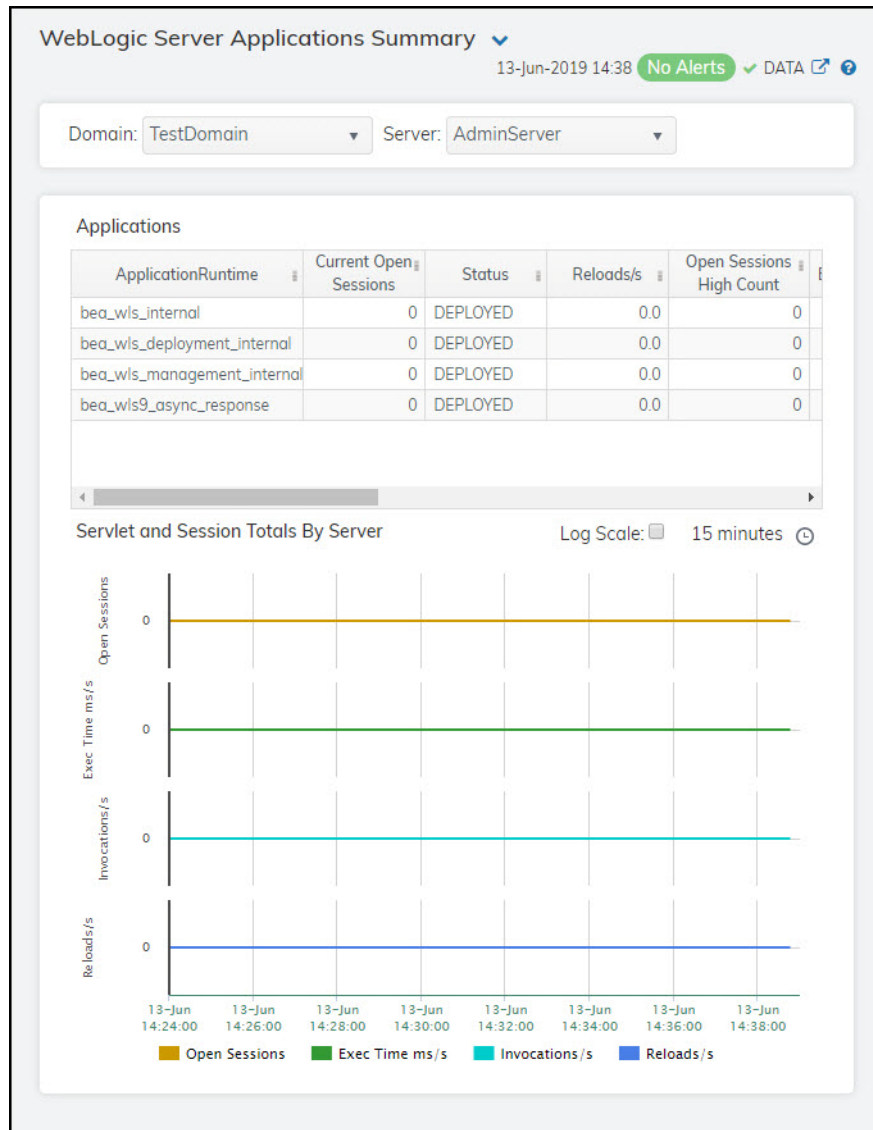 WebLogic Server Applications Summary
13-Jun-2019 14:38 No Alerts DATA
Domain: TestDomain Server: AdminServer
Applications
ApplicationRuntime Current Open Sessions Status Reloads/s Open Sessions High Count
bea_wls_internal 0 DEPLOYED 0.0 0
bea_wls_deployment_internal 0 DEPLOYED 0.0 0
bea_wls_management_internal 0 DEPLOYED 0.0 0
bea_wls9_async_response 0 DEPLOYED 0.0 0
Servlet and Session Totals By Server Log Scale: 15 minutes
Open Sessions 0
Exec Time ms/s 0
Invocations/s 0
Reloads/s 0
13-Jun 13-Jun 13-Jun 13-Jun 13-Jun 13-Jun 13-Jun 13-Jun
14:24:00 14:26:00 14:28:00 14:30:00 14:32:00 14:34:00 14:36:00 14:38:00
Open Sessions Exec Time ms/s Invocations/s Reloads/s